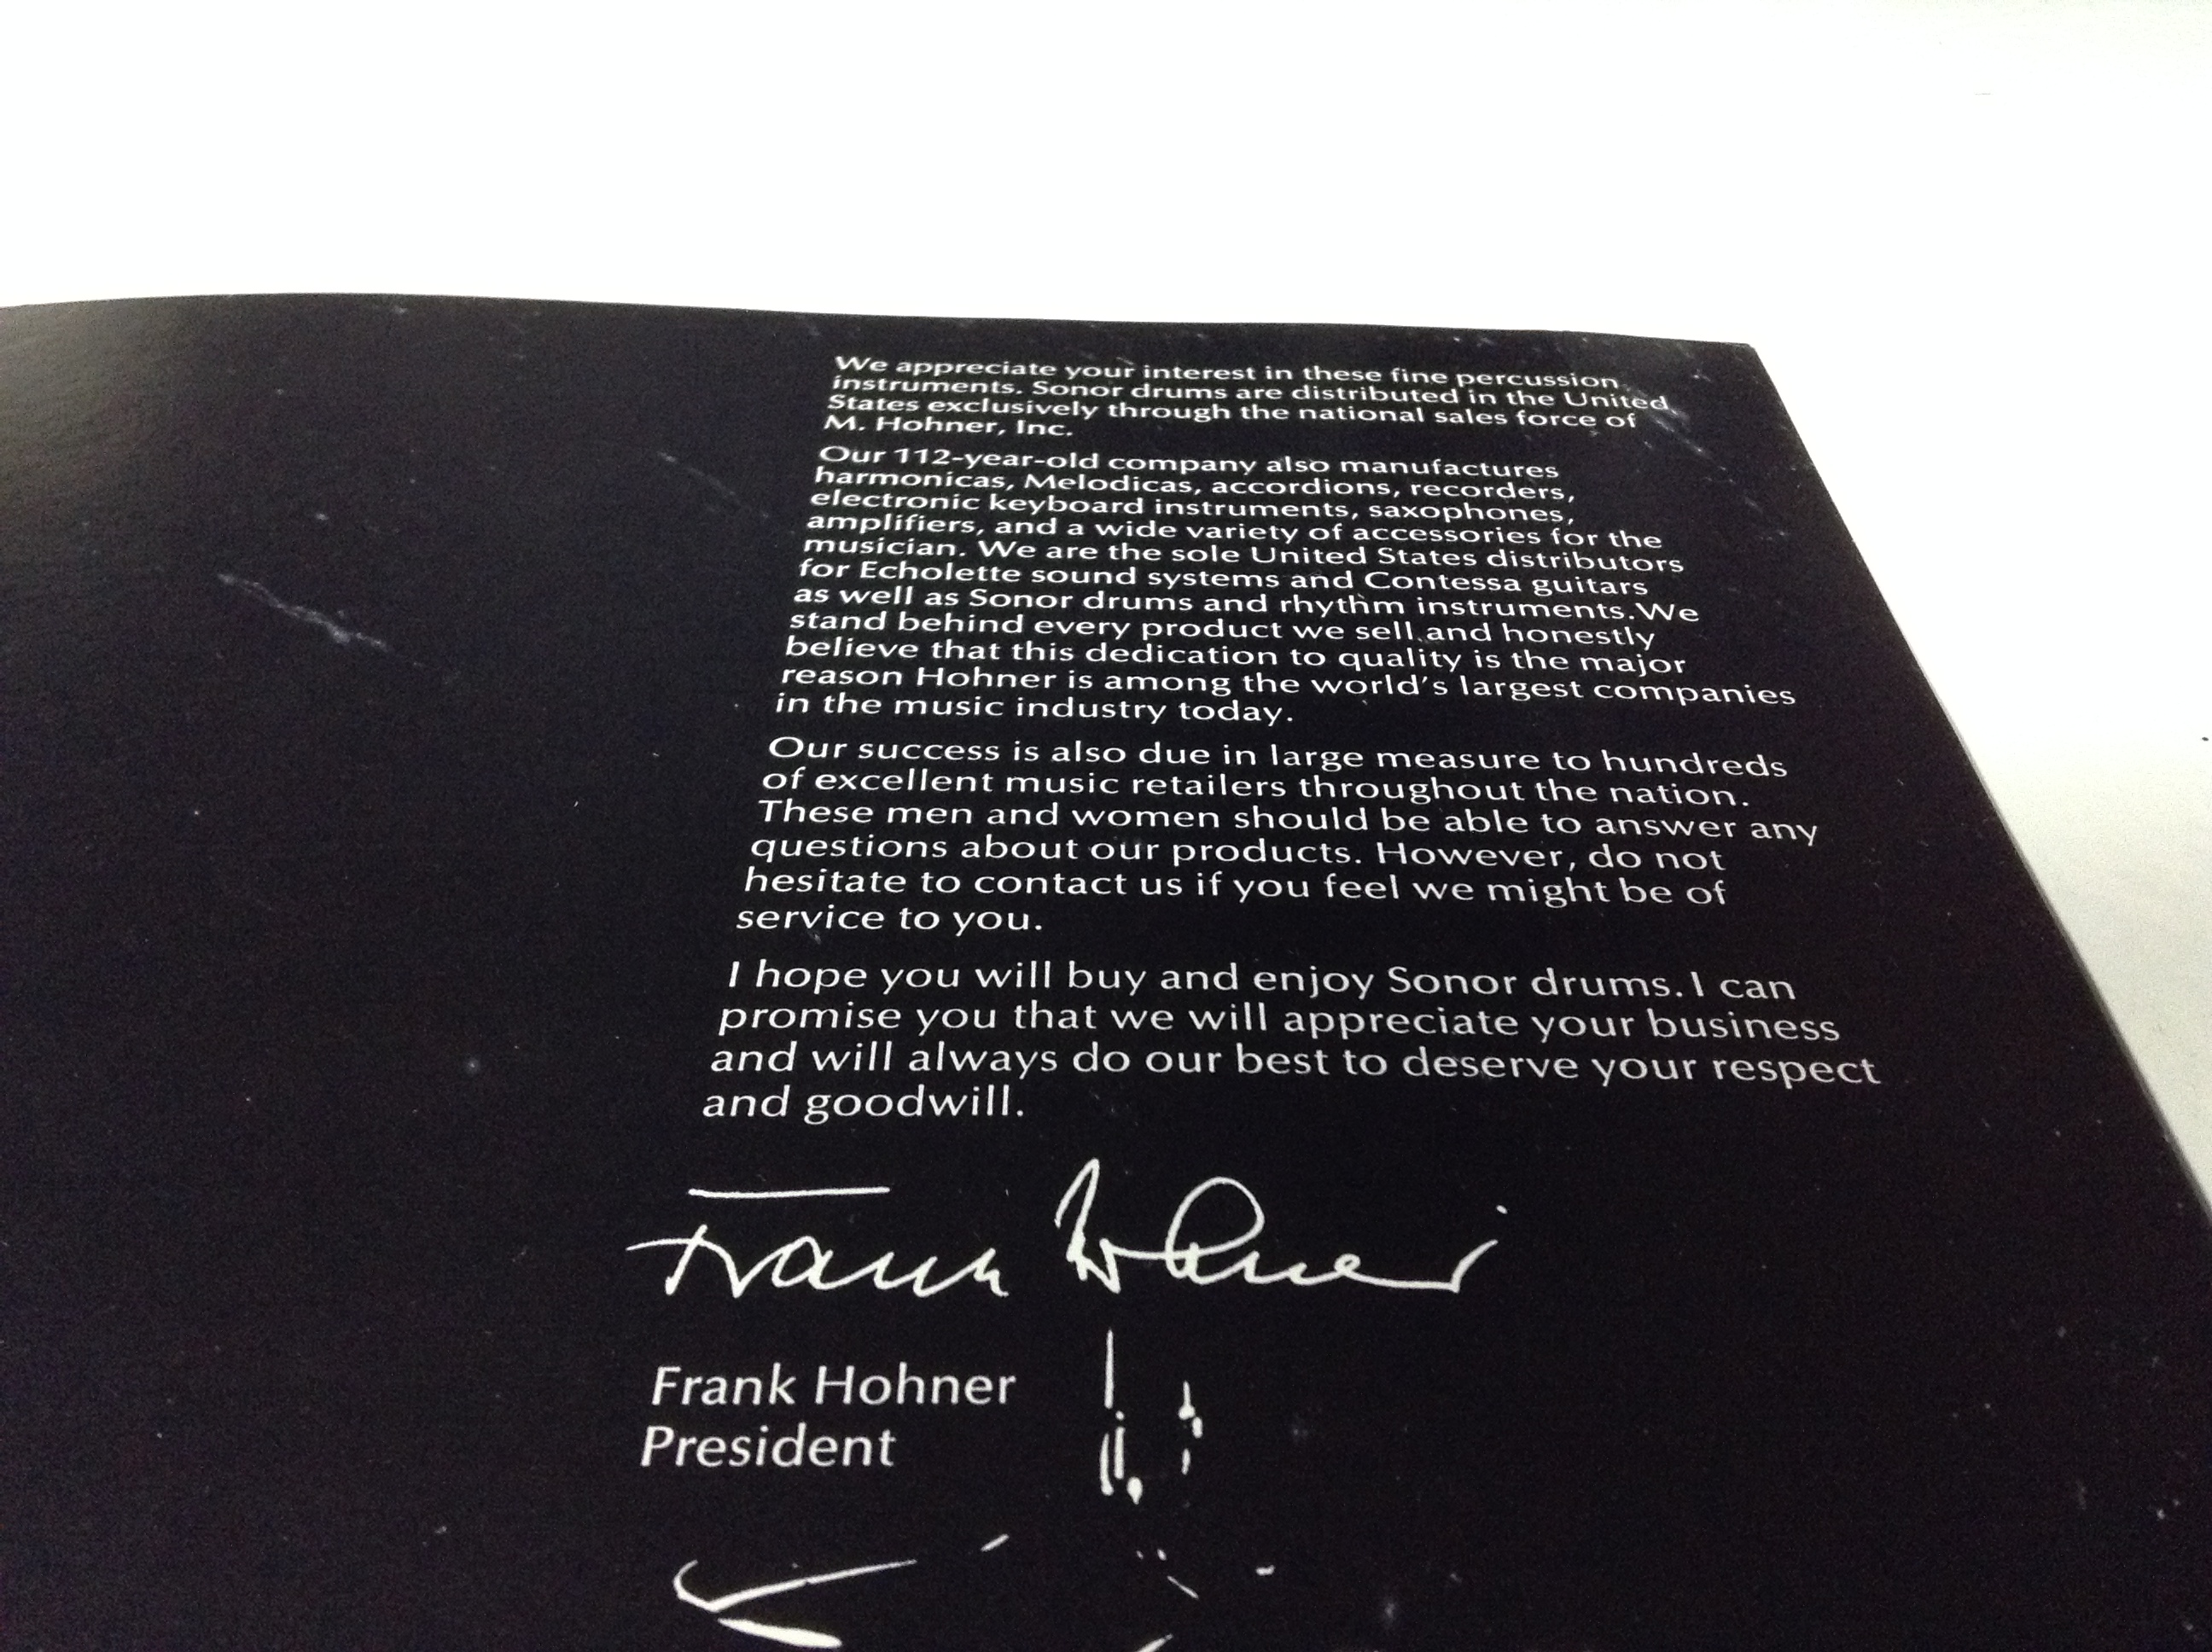 We appreciate your interest in these fine percussion
instruments. Sonor drums are distributed in the United
States exclusively through the national sales force of
M. Hohner, Inc.
Our 112-year-old company also manufactures
harmonicas, Melodicas, accordions, recorders,
electronic keyboard instruments, saxophones,
amplifiers, and a wide variety of accessories for the
musician. We are the sole United States distributors
for Echolette sound systems and Contessa guitars
as well as Sonor drums and rhythm instruments. We
stand behind every product we sell and honestly
believe that this dedication to quality is the major
reason Hohner is among the world's largest companies
in the music industry today.
Our success is also due in large measure to hundreds
of excellent music retailers throughout the nation.
These men and women should be able to answer any
questions about our products. However, do not
hesitate to contact us if you feel we might be of
service to you.
I hope you will buy and enjoy Sonor drums. I can
promise you that we will appreciate your business
and will always do our best to deserve your respect
and goodwill.
Frank Hohner
Frank Hohner
President